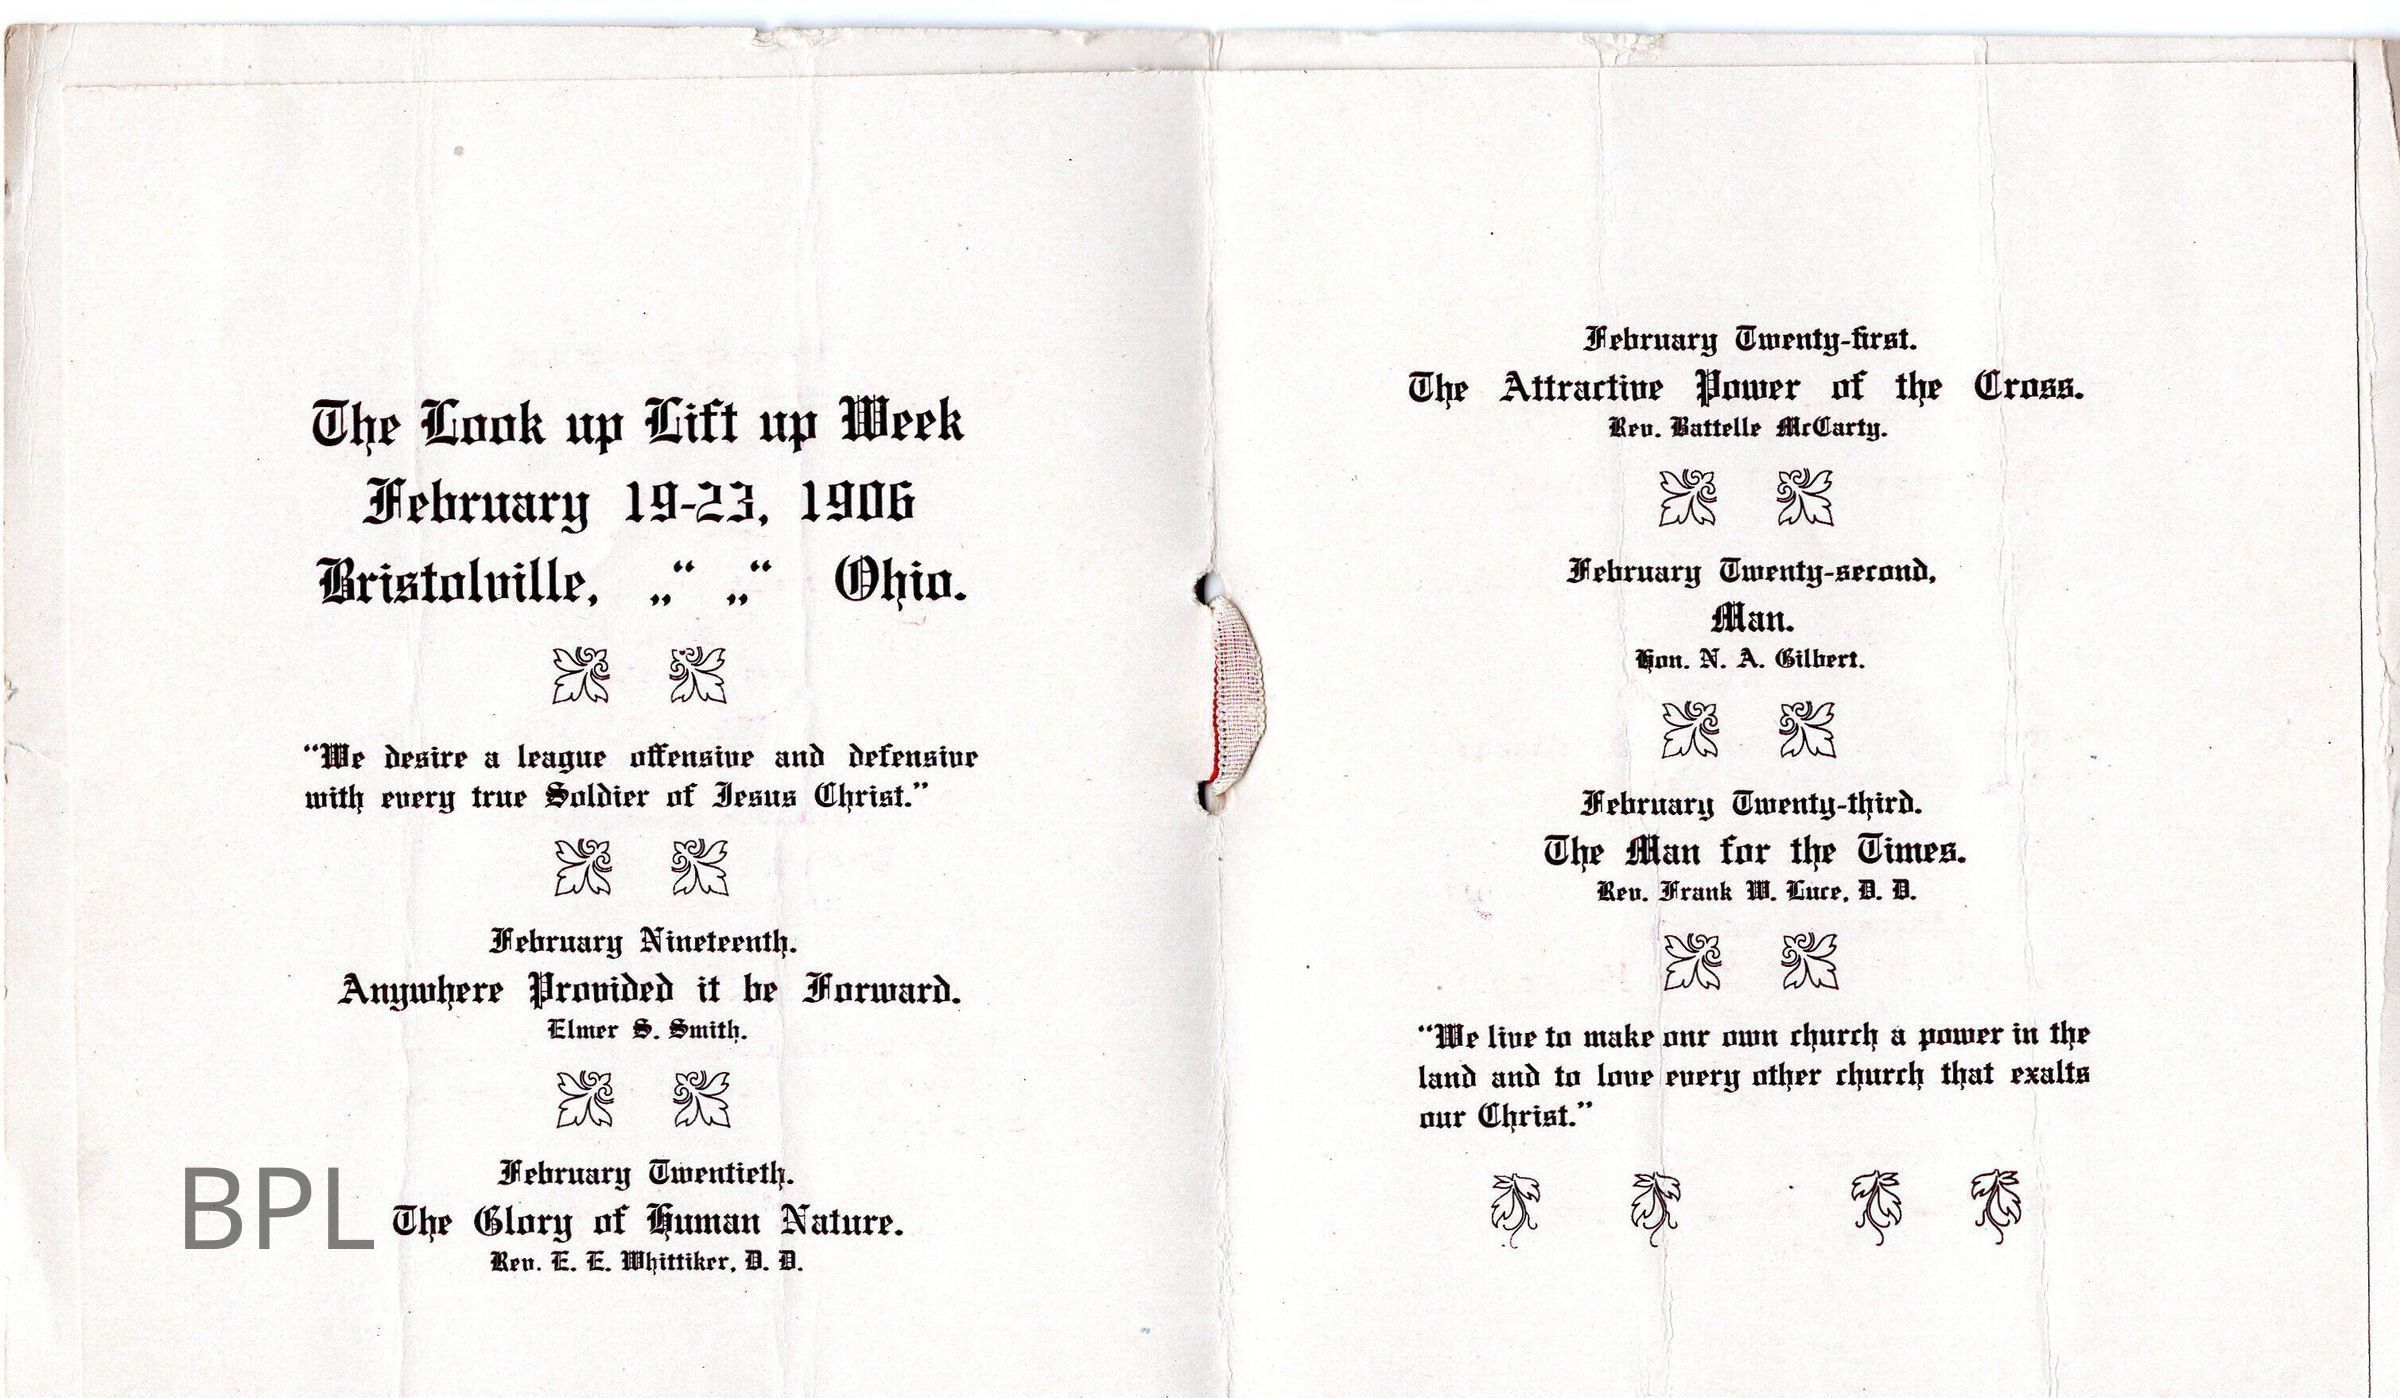 The Look up Lift up Week
February 19-23, 1906
Bristolville, „“ „“ Ohio.
“We desire a league offensive and defensive
with every true Soldier of Jesus Christ.”
February Nineteenth.
Anywhere Provided it be Forward.
Elmer S. Smith.
February Twentieth.
The Glory of Human Nature.
Rev. E. E. Whittiker, D. D.
BPL
February Twenty-first.
The Attractive Power of the Cross.
Rev. Battelle McCarty.
February Twenty-second,
Man.
Hon. N. A. Gilbert.
February Twenty-third.
The Man for the Times.
Rev. Frank W. Luce, D. D.
“We live to make our own church a power in the
land and to love every other church that exalts
our Christ.”